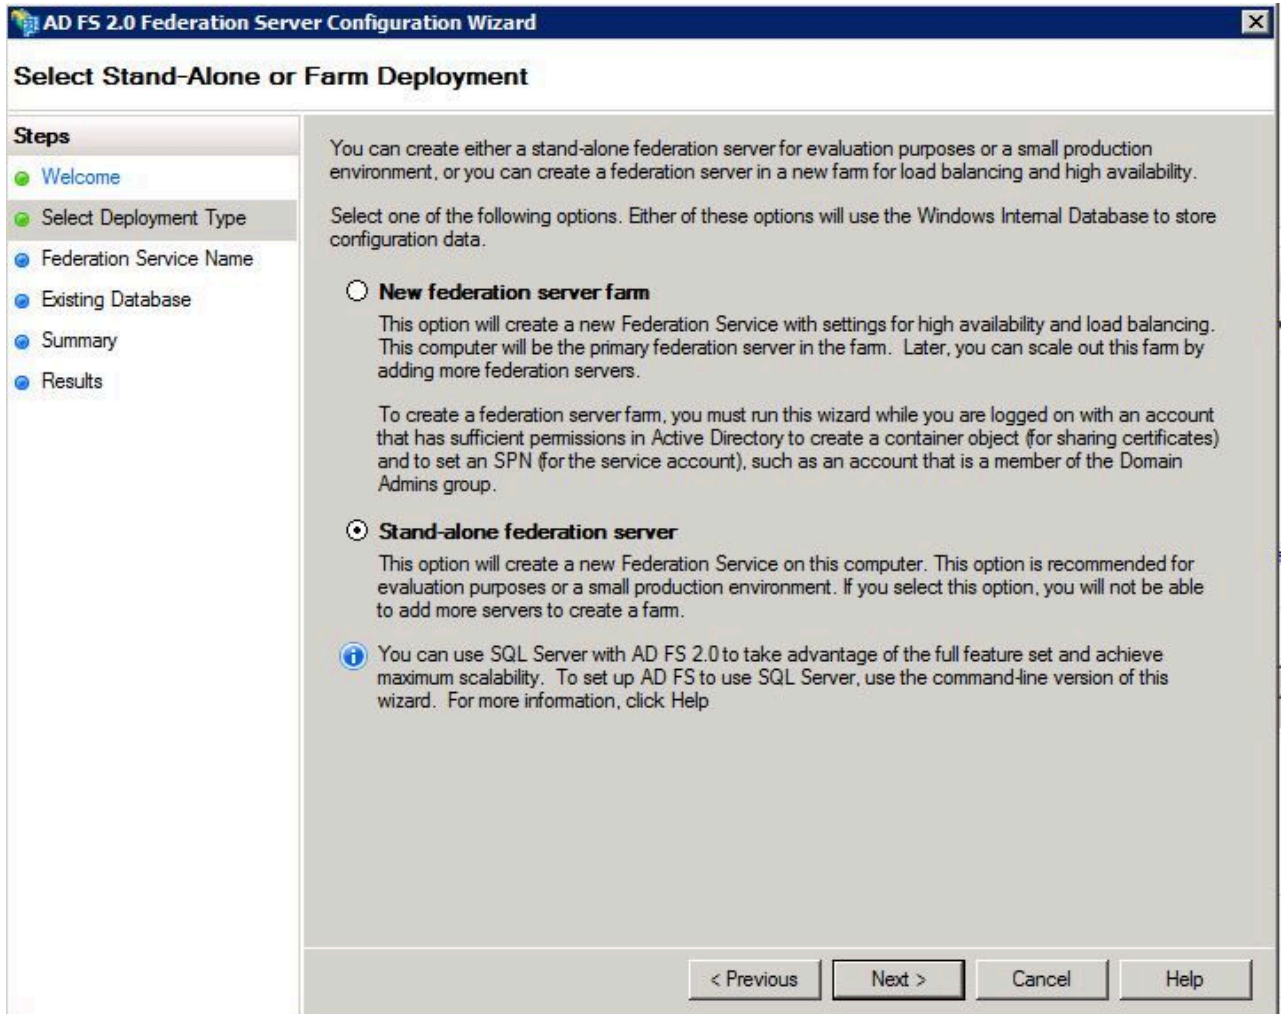 AD FS 2.0 Federation Server Configuration Wizard
Select Stand-Alone or Farm Deployment
Steps
Welcome
Select Deployment Type
Federation Service Name
Existing Database
Summary
Results
You can create either a stand-alone federation server for evaluation purposes or a small production
environment, or you can create a federation server in a new farm for load balancing and high availability.
Select one of the following options. Either of these options will use the Windows Internal Database to store
configuration data.
New federation server farm
This option will create a new Federation Service with settings for high availability and load balancing.
This computer will be the primary federation server in the farm. Later, you can scale out this farm by
adding more federation servers.
To create a federation server farm, you must run this wizard while you are logged on with an account
that has sufficient permissions in Active Directory to create a container object (for sharing certificates)
and to set an SPN (for the service account), such as an account that is a member of the Domain
Admins group.
Stand-alone federation server
This option will create a new Federation Service on this computer. This option is recommended for
evaluation purposes or a small production environment. If you select this option, you will not be able
to add more servers to create a farm.
You can use SQL Server with AD FS 2.0 to take advantage of the full feature set and achieve
maximum scalability. To set up AD FS to use SQL Server, use the command-line version of this
wizard. For more information, click Help
< Previous
Next >
Cancel
Help